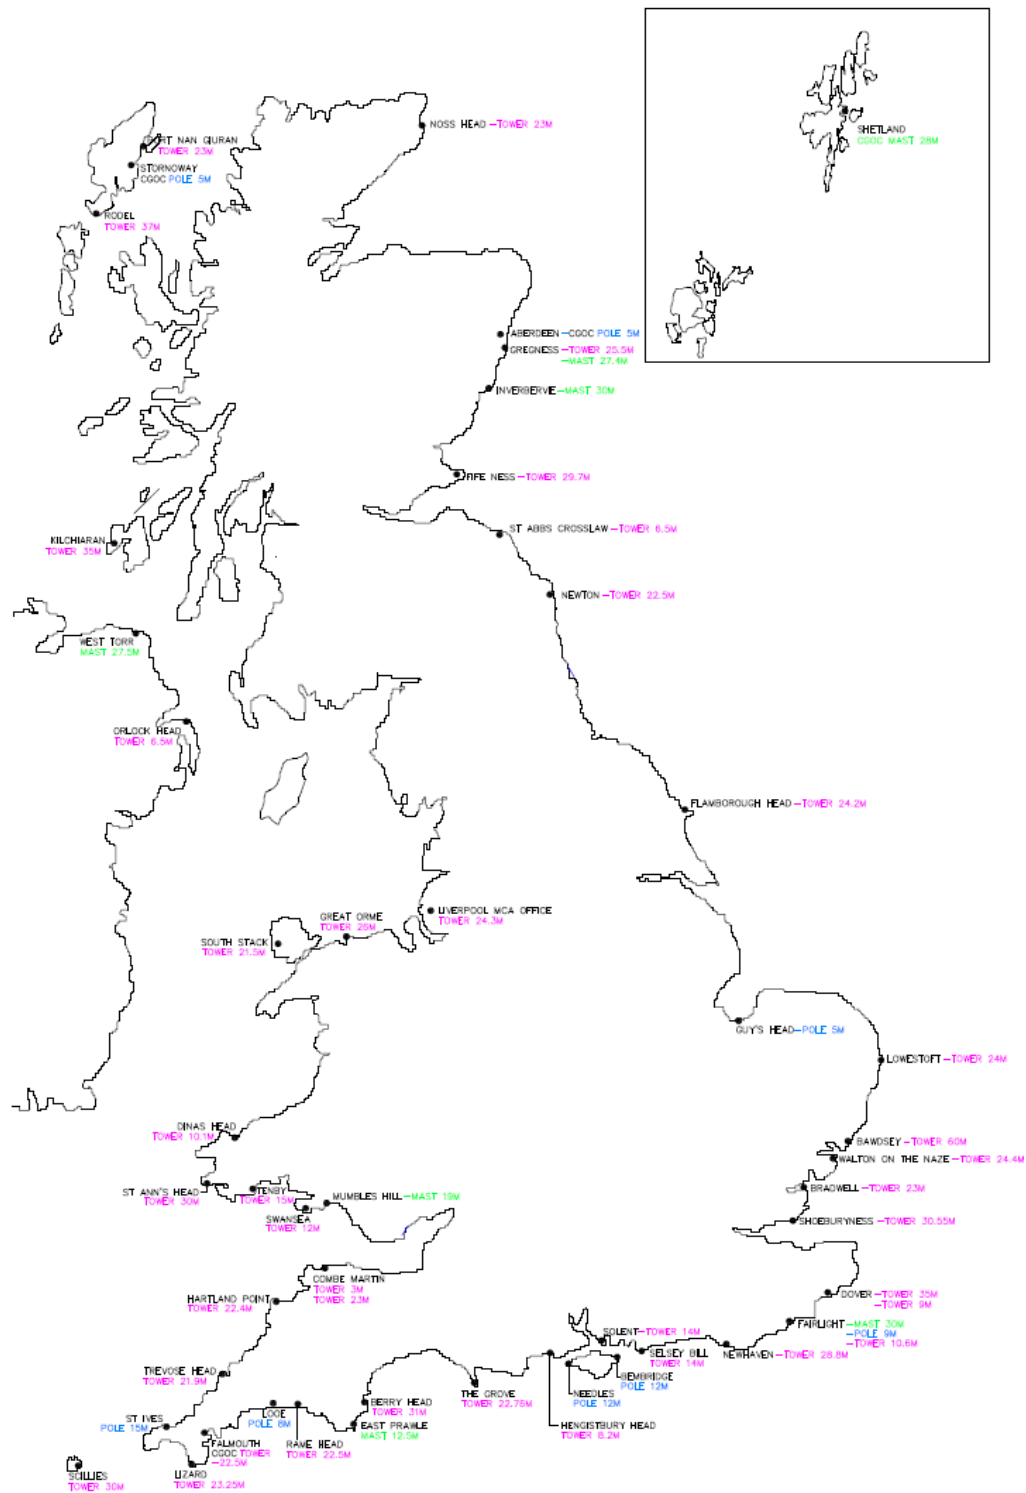 NOSS HEAD –TOWER 23M
PORT NAN GIURAN
TOWER 23M
STORNOWAY
CGOC POLE 5M
RODEL
TOWER 37M
SHETLAND
CGOC MAST 28M
ABERDEEN –CGOC POLE 5M
GREGNESS –TOWER 25.5M
–MAST 27.4M
INVERBERVIE –MAST 30M
FIFE NESS –TOWER 29.7M
ST ABBS CROSSLAW –TOWER 6.5M
KILCHIARAN
TOWER 35M
NEWTON –TOWER 22.5M
WEST TORR
MAST 27.5M
ORLOCK HEAD
TOWER 6.5M
FLAMBOROUGH HEAD –TOWER 24.2M
LIVERPOOL MCA OFFICE
TOWER 24.3M
GREAT ORME
TOWER 26M
SOUTH STACK
TOWER 21.5M
GUY'S HEAD–POLE 5M
LOWESTOFT –TOWER 24M
DINAS HEAD
TOWER 10.1M
BAWDSEY –TOWER 60M
WALTON ON THE NAZE –TOWER 24.4M
BRADWELL –TOWER 23M
ST ANN'S HEAD
TOWER 30M
TENBY
TOWER 15M
MUMBLES HILL –MAST 19M
SWANSEA
TOWER 12M
SHOEBURYNESS –TOWER 30.55M
COMBE MARTIN
TOWER 3M
TOWER 23M
HARTLAND POINT
TOWER 22.4M
DOVER –TOWER 35M
–TOWER 9M
FAIRLIGHT –MAST 30M
–POLE 9M
–TOWER 10.6M
SOLENT –TOWER 14M
SELSEY BILL
TOWER 14M
NEWHAVEN –TOWER 28.8M
BEMBRIDGE
POLE 12M
NEEDLES
POLE 12M
TREVOSE HEAD
TOWER 21.9M
THE GROVE
TOWER 22.76M
BERRY HEAD
TOWER 31M
EAST PRAWLE
MAST 12.5M
HENGISTBURY HEAD
TOWER 8.2M
ST IVES
POLE 15M
LOOE
POLE 8M
FALMOUTH
CGOC TOWER
–22.5M
RAME HEAD
TOWER 22.5M
LIZARD
TOWER 23.25M
SCILLIES
TOWER 30M